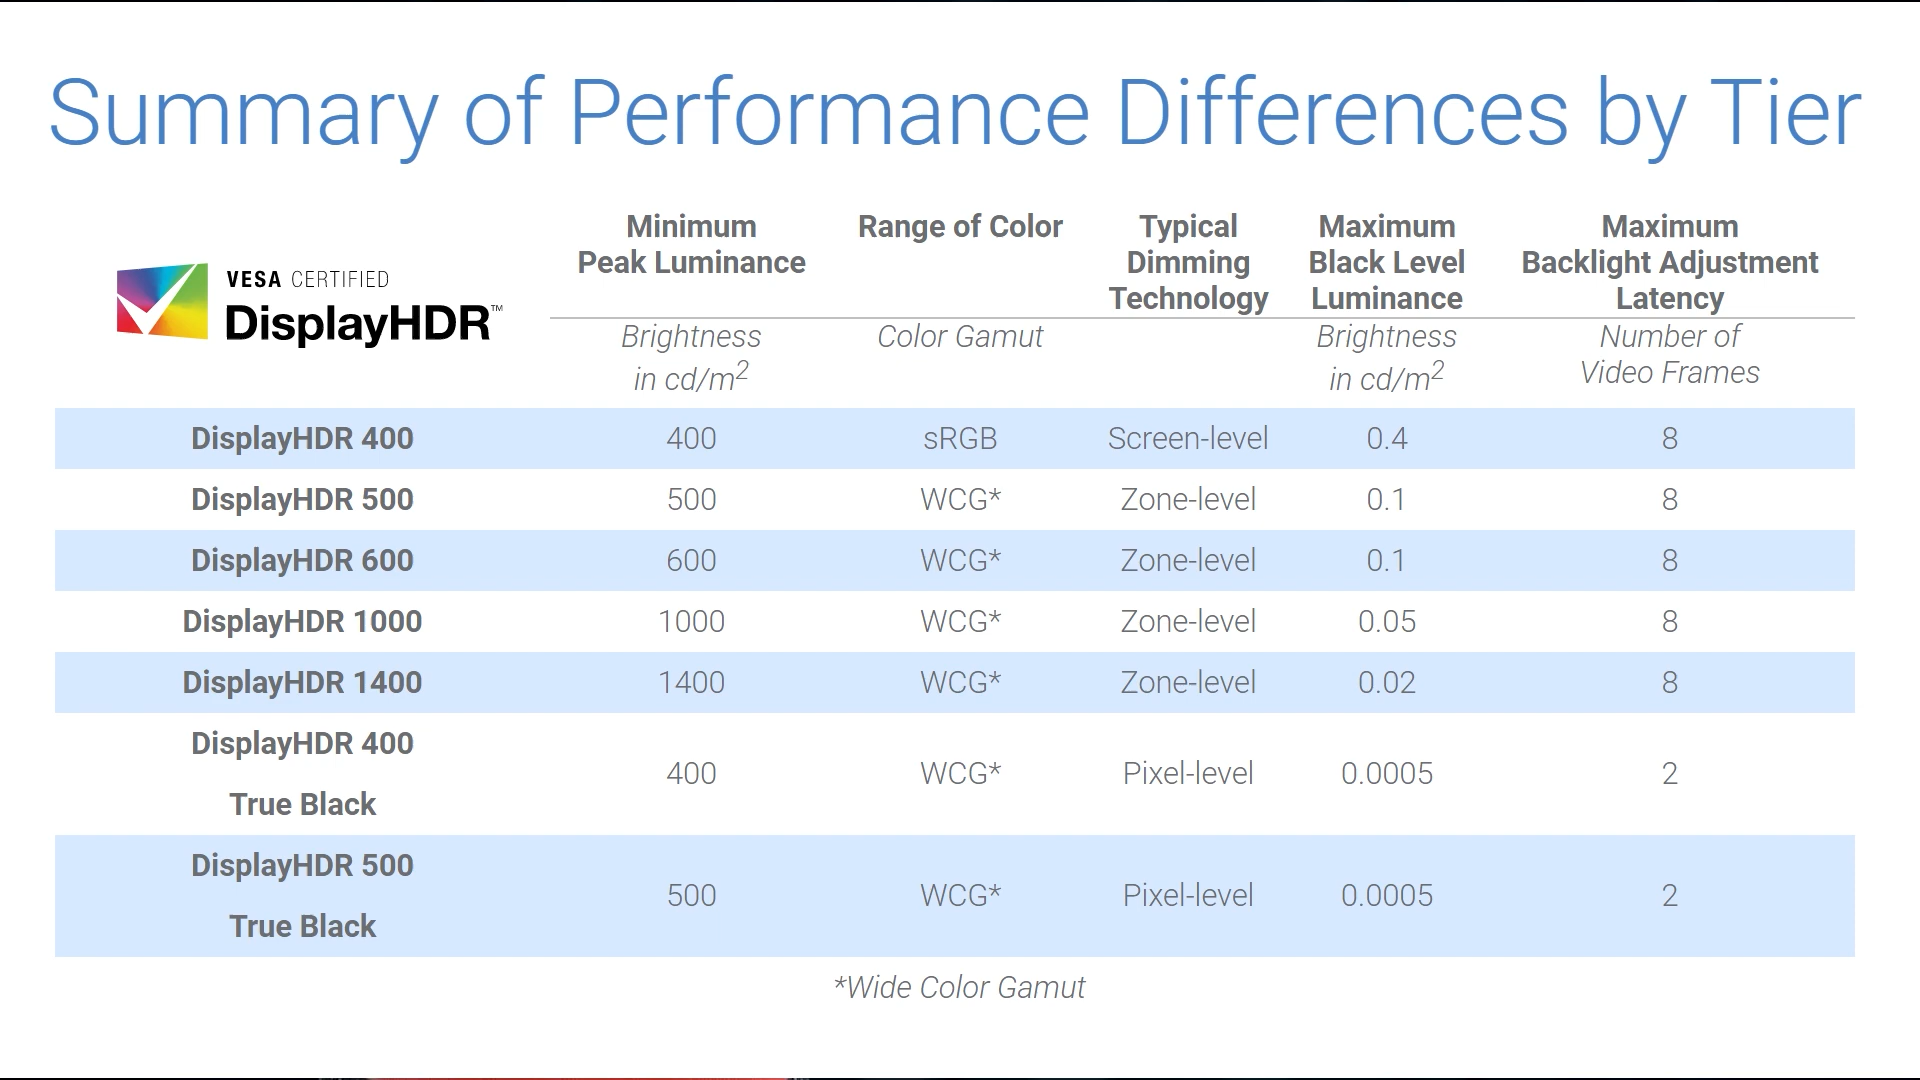 Summary of Performance Differences by Tier
VESA CERTIFIED
DisplayHDR™
Minimum
Peak Luminance
Range of Color
Typical
Dimming
Technology
Maximum
Black Level
Luminance
Maximum
Backlight Adjustment
Latency
Brightness
in cd/m²
Color Gamut
Brightness
in cd/m²
Number of
Video Frames
DisplayHDR 400 400 sRGB Screen-level 0.4 8
DisplayHDR 500 500 WCG* Zone-level 0.1 8
DisplayHDR 600 600 WCG* Zone-level 0.1 8
DisplayHDR 1000 1000 WCG* Zone-level 0.05 8
DisplayHDR 1400 1400 WCG* Zone-level 0.02 8
DisplayHDR 400
True Black
400 WCG* Pixel-level 0.0005 2
DisplayHDR 500
True Black
500 WCG* Pixel-level 0.0005 2
*Wide Color Gamut